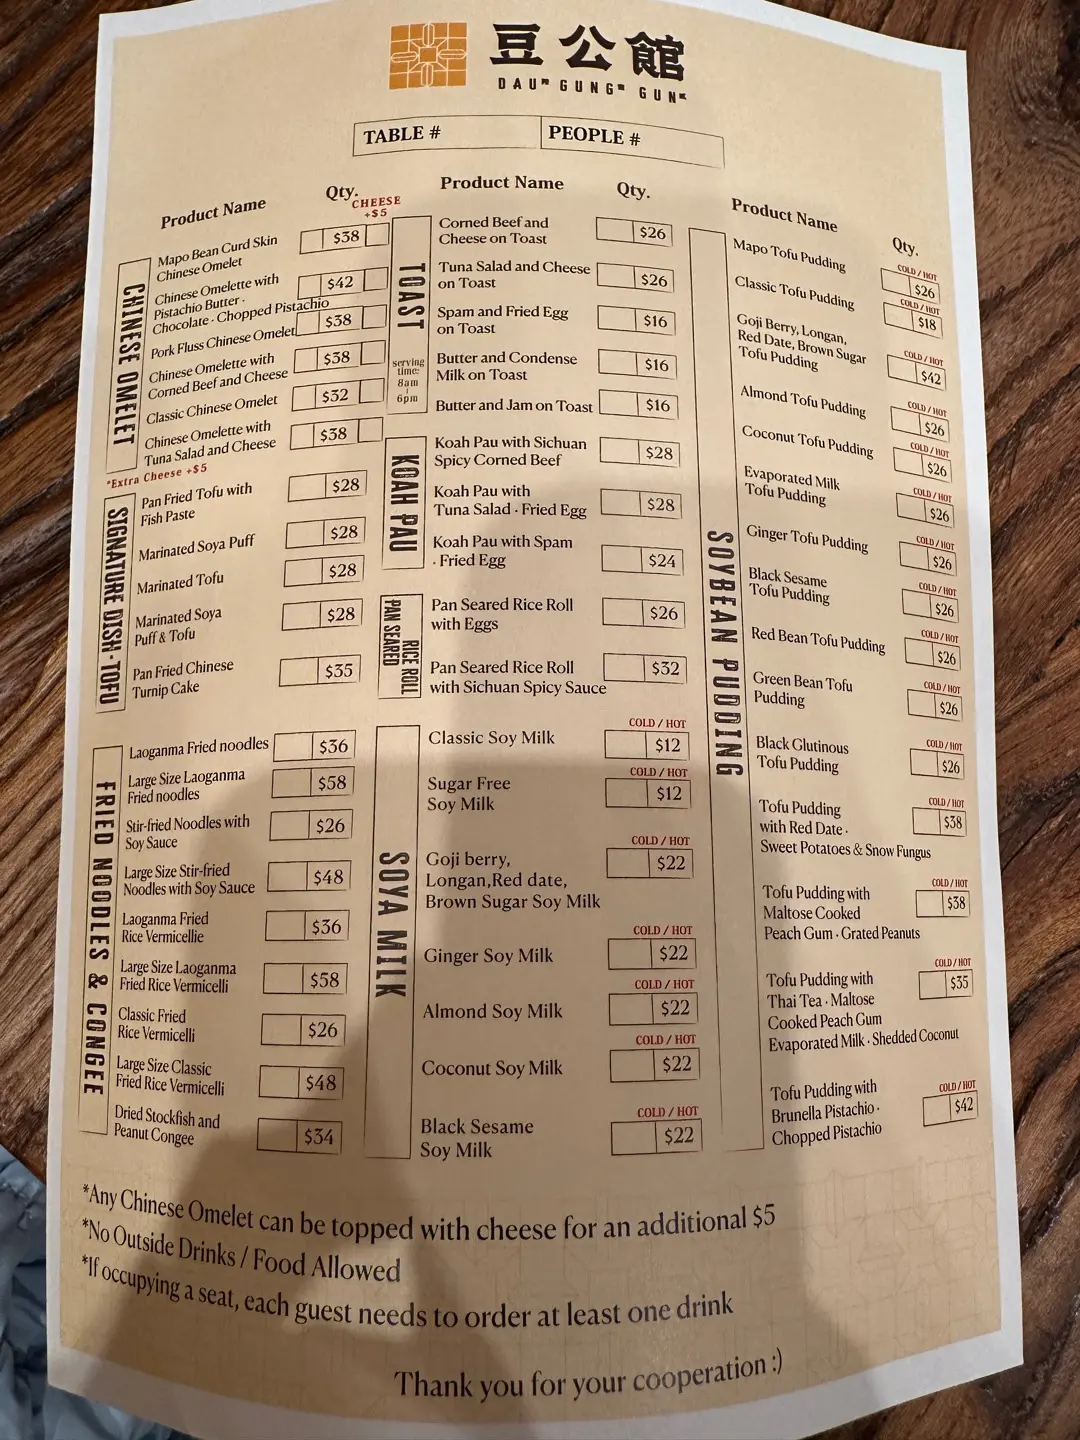 豆公館
DAU GUNG GUN
TABLE #
PEOPLE #
Product Name
Qty.
CHEESE
+$5
CHINESE OMELET
Mapo Bean Curd Skin
Chinese Omelet
$38
Chinese Omelette with
Pistachio Butter ·
Chocolate · Chopped Pistachio
$42
Pork Fluss Chinese Omelet
$38
Chinese Omelette with
Corned Beef and Cheese
$38
Classic Chinese Omelet
$32
Chinese Omelette with
Tuna Salad and Cheese
$38
*Extra Cheese +$5
SIGNATURE DISH · TOFU
Pan Fried Tofu with
Fish Paste
$28
Marinated Soya Puff
$28
Marinated Tofu
$28
Marinated Soya
Puff & Tofu
$28
Pan Fried Chinese
Turnip Cake
$35
FRIED NOODLES & CONGEE
Laoganma Fried noodles
$36
Large Size Laoganma
Fried noodles
$58
Stir-fried Noodles with
Soy Sauce
$26
Large Size Stir-fried
Noodles with Soy Sauce
$48
Laoganma Fried
Rice Vermicellie
$36
Large Size Laoganma
Fried Rice Vermicelli
$58
Classic Fried
Rice Vermicelli
$26
Large Size Classic
Fried Rice Vermicelli
$48
Dried Stockfish and
Peanut Congee
$34
Product Name
Qty.
TOAST
serving
time:
8am
6pm
Corned Beef and
Cheese on Toast
$26
Tuna Salad and Cheese
on Toast
$26
Spam and Fried Egg
on Toast
$16
Butter and Condense
Milk on Toast
$16
Butter and Jam on Toast
$16
KOAH PAU
Koah Pau with Sichuan
Spicy Corned Beef
$28
Koah Pau with
Tuna Salad · Fried Egg
$28
Koah Pau with Spam
· Fried Egg
$24
PAN SEARED
RICE ROLL
Pan Seared Rice Roll
with Eggs
$26
Pan Seared Rice Roll
with Sichuan Spicy Sauce
$32
SOYA MILK
COLD / HOT
Classic Soy Milk
$12
COLD / HOT
Sugar Free
Soy Milk
$12
COLD / HOT
Goji berry,
Longan,Red date,
Brown Sugar Soy Milk
$22
COLD / HOT
Ginger Soy Milk
$22
COLD / HOT
Almond Soy Milk
$22
COLD / HOT
Coconut Soy Milk
$22
COLD / HOT
Black Sesame
Soy Milk
$22
Product Name
Qty.
SOYBEAN PUDDING
COLD / HOT
Mapo Tofu Pudding
$26
COLD / HOT
Classic Tofu Pudding
$18
COLD / HOT
Goji Berry, Longan,
Red Date, Brown Sugar
Tofu Pudding
$42
COLD / HOT
Almond Tofu Pudding
$26
COLD / HOT
Coconut Tofu Pudding
$26
COLD / HOT
Evaporated Milk
Tofu Pudding
$26
COLD / HOT
Ginger Tofu Pudding
$26
COLD / HOT
Black Sesame
Tofu Pudding
$26
COLD / HOT
Red Bean Tofu Pudding
$26
COLD / HOT
Green Bean Tofu
Pudding
$26
COLD / HOT
Black Glutinous
Tofu Pudding
$26
COLD / HOT
Tofu Pudding
with Red Date ·
Sweet Potatoes & Snow Fungus
$38
COLD / HOT
Tofu Pudding with
Maltose Cooked
Peach Gum · Grated Peanuts
$38
COLD / HOT
Tofu Pudding with
Thai Tea · Maltose
Cooked Peach Gum
Evaporated Milk · Shedded Coconut
$35
COLD / HOT
Tofu Pudding with
Brunella Pistachio ·
Chopped Pistachio
$42
*Any Chinese Omelet can be topped with cheese for an additional $5
*No Outside Drinks / Food Allowed
*If occupying a seat, each guest needs to order at least one drink
Thank you for your cooperation :)